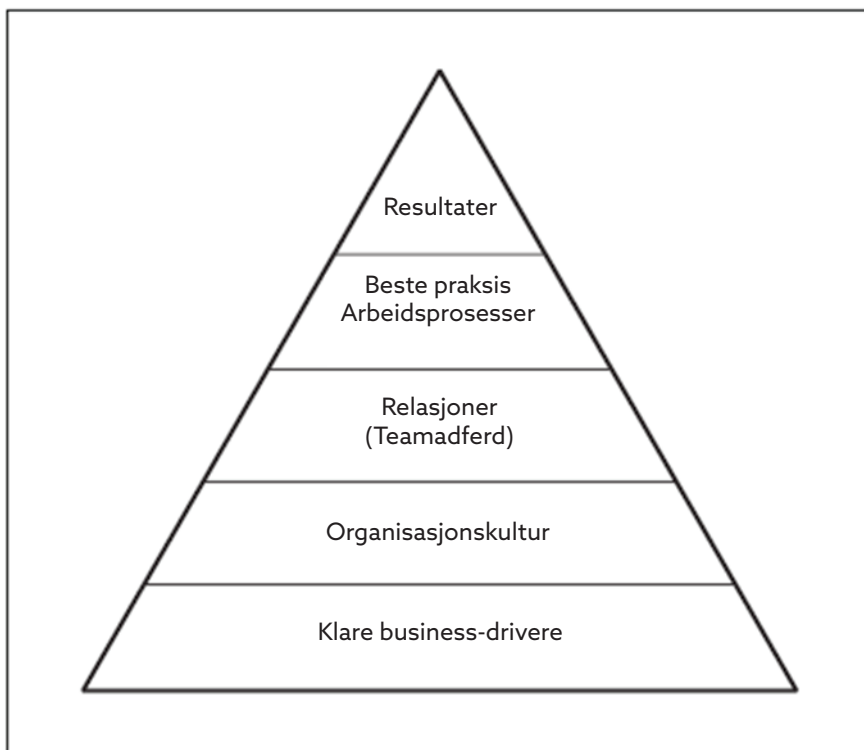 Resultater
Beste praksis
Arbeidsprosesser
Relasjoner
(Teamadferd)
Organisasjonskultur
Klare business-drivere